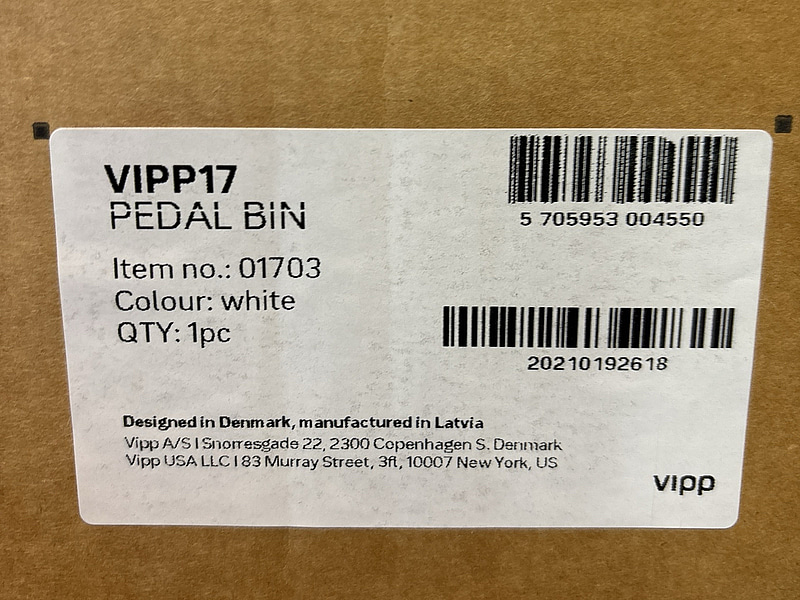 VIPP17
PEDAL BIN
5 705953 004550
Item no.: 01703
Colour: white
QTY: 1pc
20210192618
Designed in Denmark, manufactured in Latvia
Vipp A/S | Snorresgade 22, 2300 Copenhagen S. Denmark
Vipp USA LLC | 83 Murray Street, 3fl, 10007 New York, US
vipp